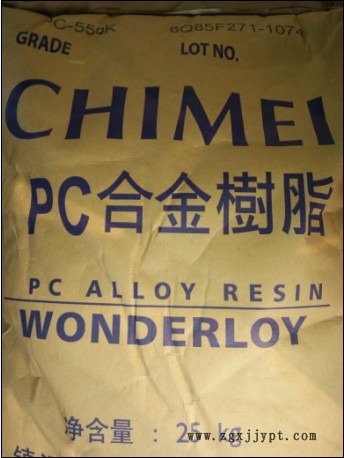 GRADE
LOT NO.
CHIMEI
PC合金樹脂
PC ALLOY RESIN
WONDERLOY
净含量 : 25 kg
www.zgxjjypt.com